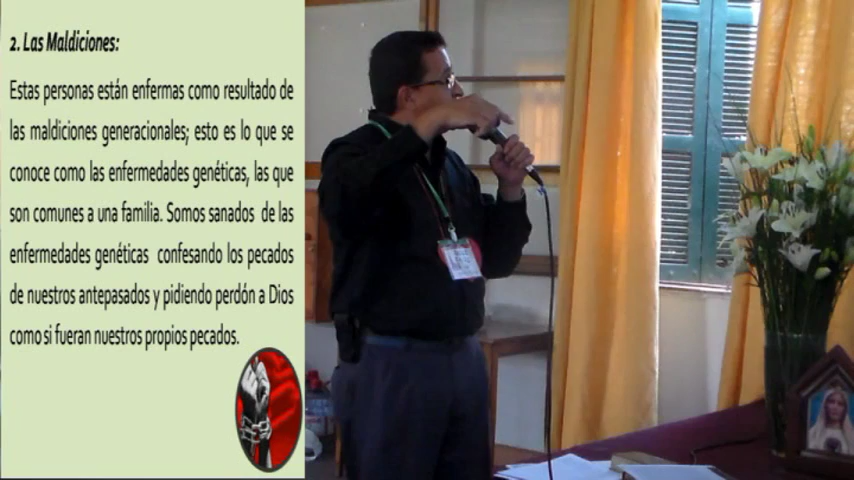 2. Las Maldiciones:
Estas personas están enfermas como resultado de
las maldiciones generacionales; esto es lo que se
conoce como las enfermedades genéticas, las que
son comunes a una familia. Somos sanados de las
enfermedades genéticas confesando los pecados
de nuestros antepasados y pidiendo perdón a Dios
como si fueran nuestros propios pecados.